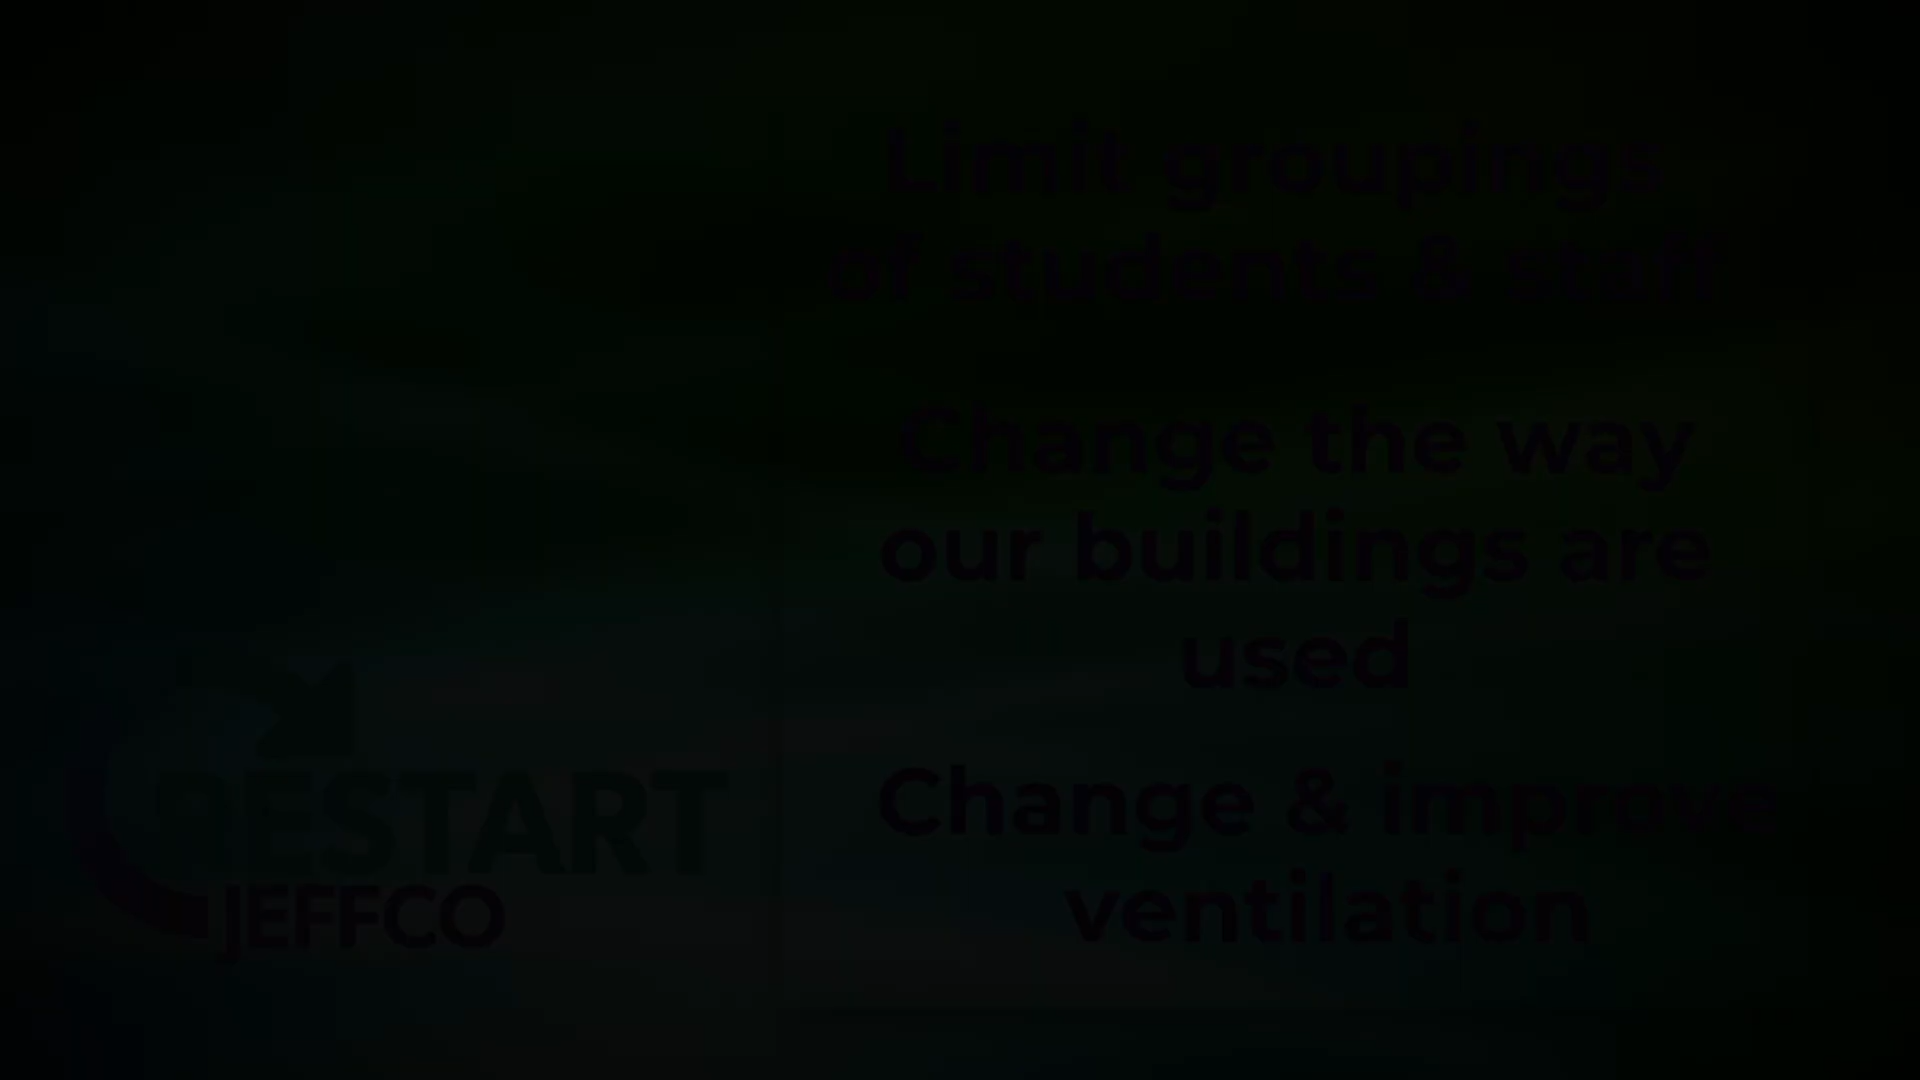 Limit groupings
of students & staff
Change the way
our buildings are
used
Change & improve
ventilation
RESTART
JEFFCO